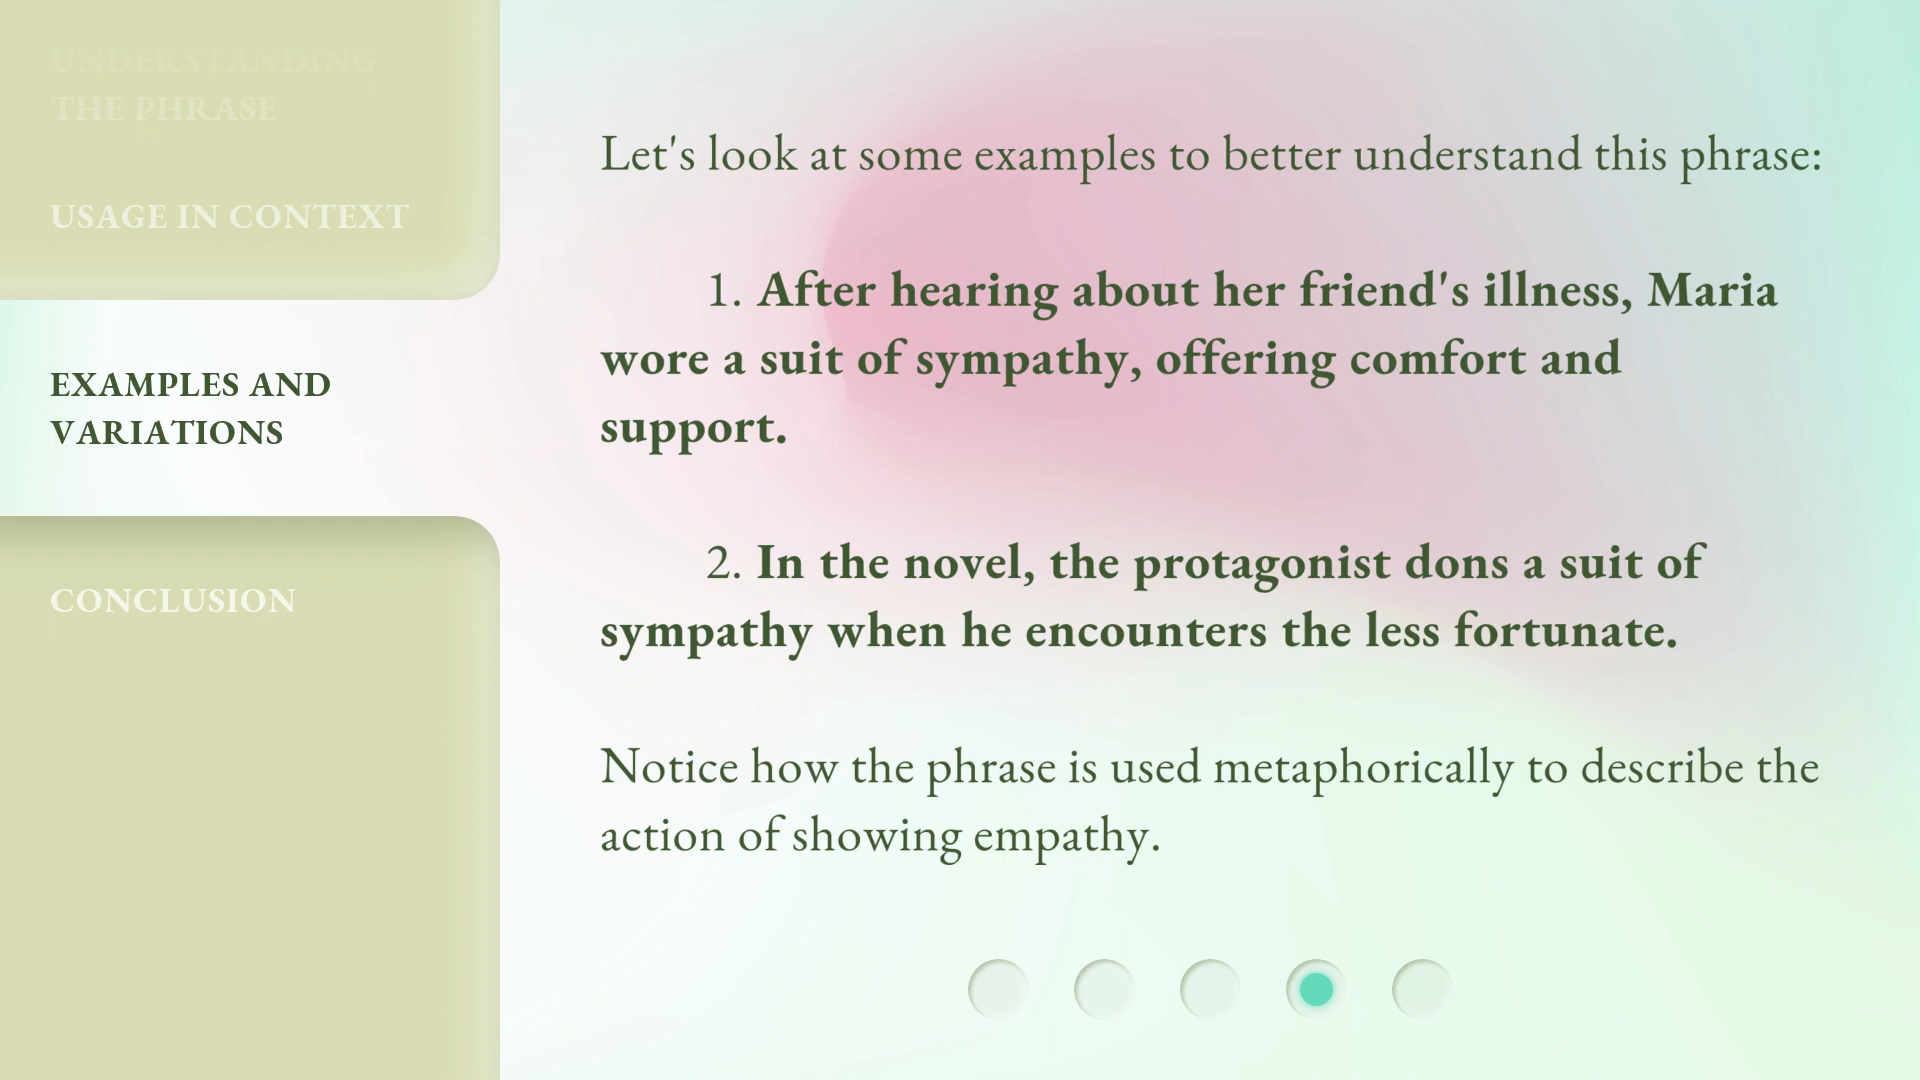 UNDERSTANDING
THE PHRASE
USAGE IN CONTEXT
EXAMPLES AND
VARIATIONS
CONCLUSION
Let's look at some examples to better understand this phrase:
1. After hearing about her friend's illness, Maria
wore a suit of sympathy, offering comfort and
support.
2. In the novel, the protagonist dons a suit of
sympathy when he encounters the less fortunate.
Notice how the phrase is used metaphorically to describe the
action of showing empathy.